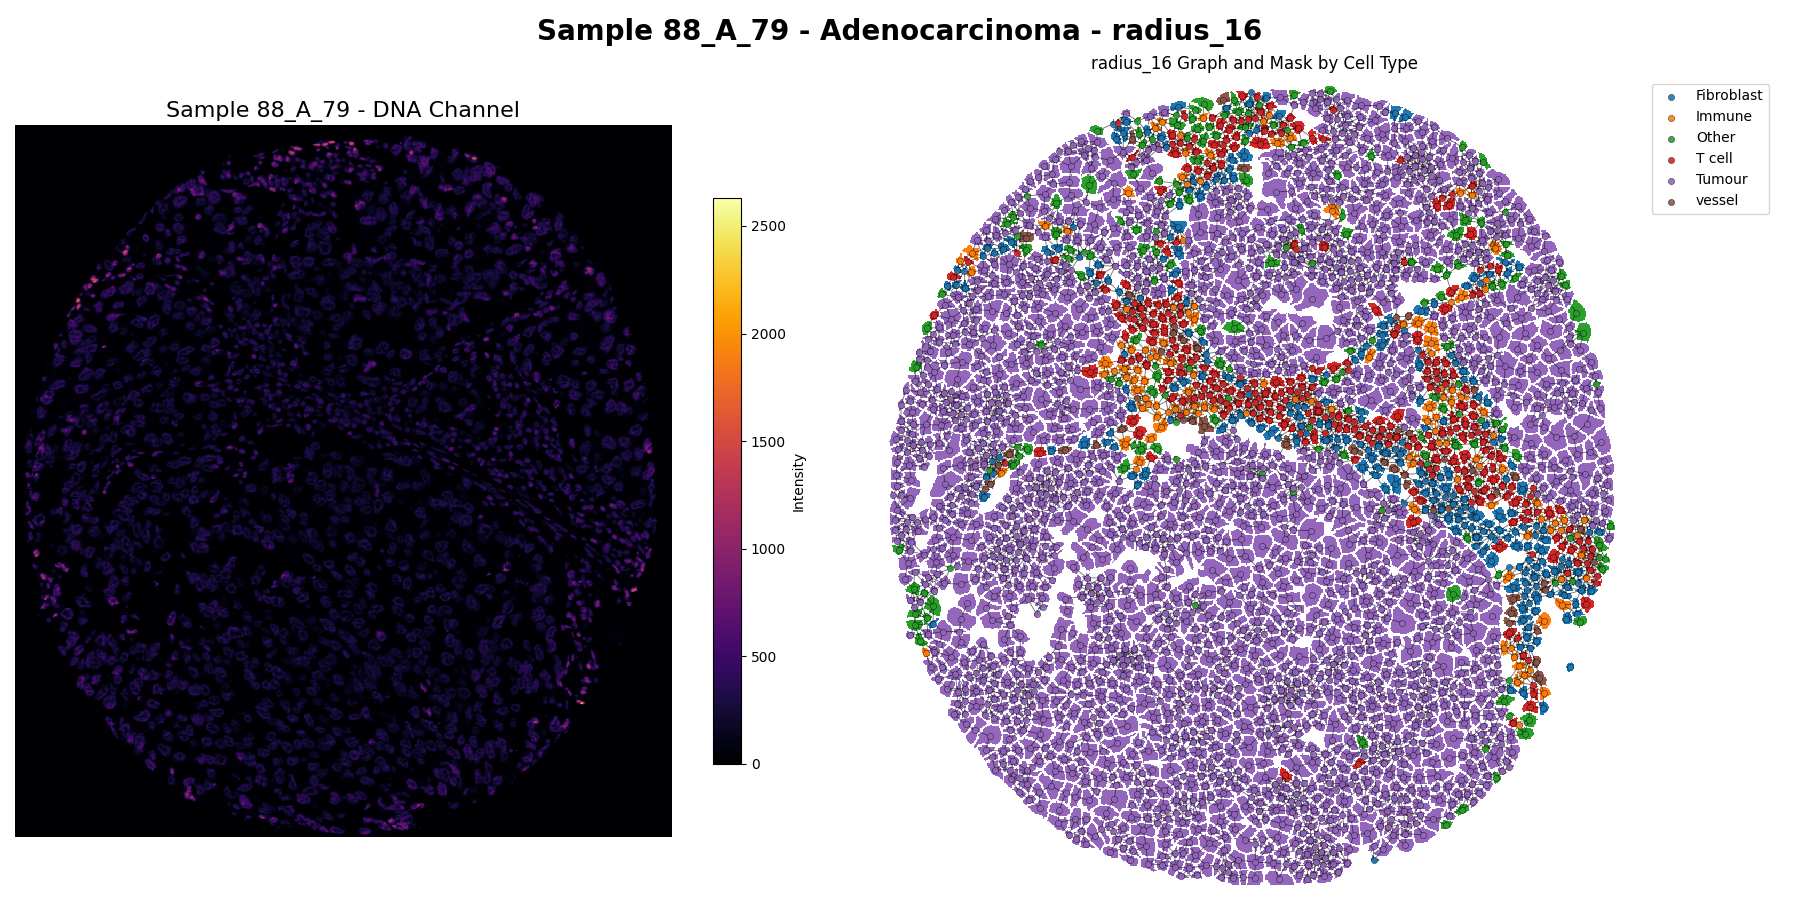 Sample 88_A_79 - Adenocarcinoma - radius_16
Sample 88_A_79 - DNA Channel
2500
2000
1500
1000
500
0
Intensity
radius_16 Graph and Mask by Cell Type
Fibroblast
Immune
Other
T cell
Tumour
vessel